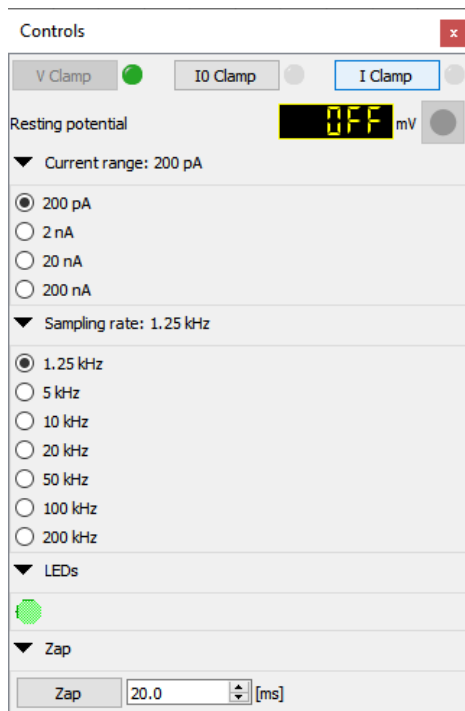 Controls
x
V Clamp I0 Clamp I Clamp
Resting potential OFF mV
Current range: 200 pA
200 pA
2 nA
20 nA
200 nA
Sampling rate: 1.25 kHz
1.25 kHz
5 kHz
10 kHz
20 kHz
50 kHz
100 kHz
200 kHz
LEDs
Zap
Zap 20.0 [ms]